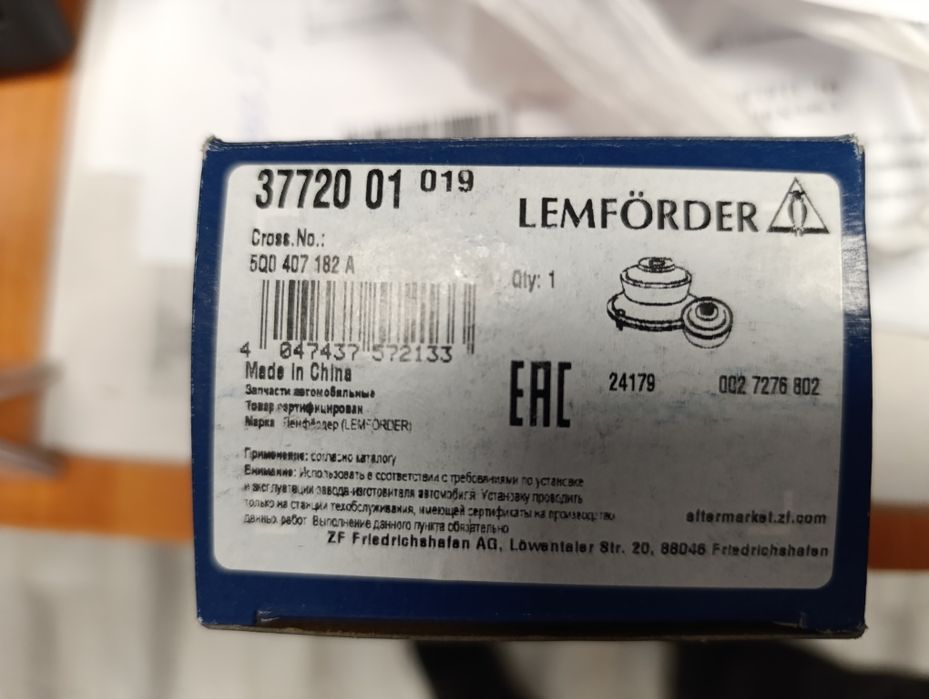 37720 01 019
LEMFÖRDER
Cross.No.:
5Q0 407 182 A
Qty: 1
4 047437 572133
Made in China
EAC
24179
002 7276 802
Запчасти автомобильные
Товар сертифицирован
Марка Лемфёрдер (LEMFÖRDER)
Применение: согласно каталогу
Внимание: Использовать в соответствии с требованиями по установке
и эксплуатации завода-изготовителя автомобиля. Установку проводить
только на станции техобслуживания, имеющей сертификаты на производство
данных работ. Выполнение данного пункта обязательно
aftermarket.zf.com
ZF Friedrichshafen AG, Löwentaler Str. 20, 88046 Friedrichshafen